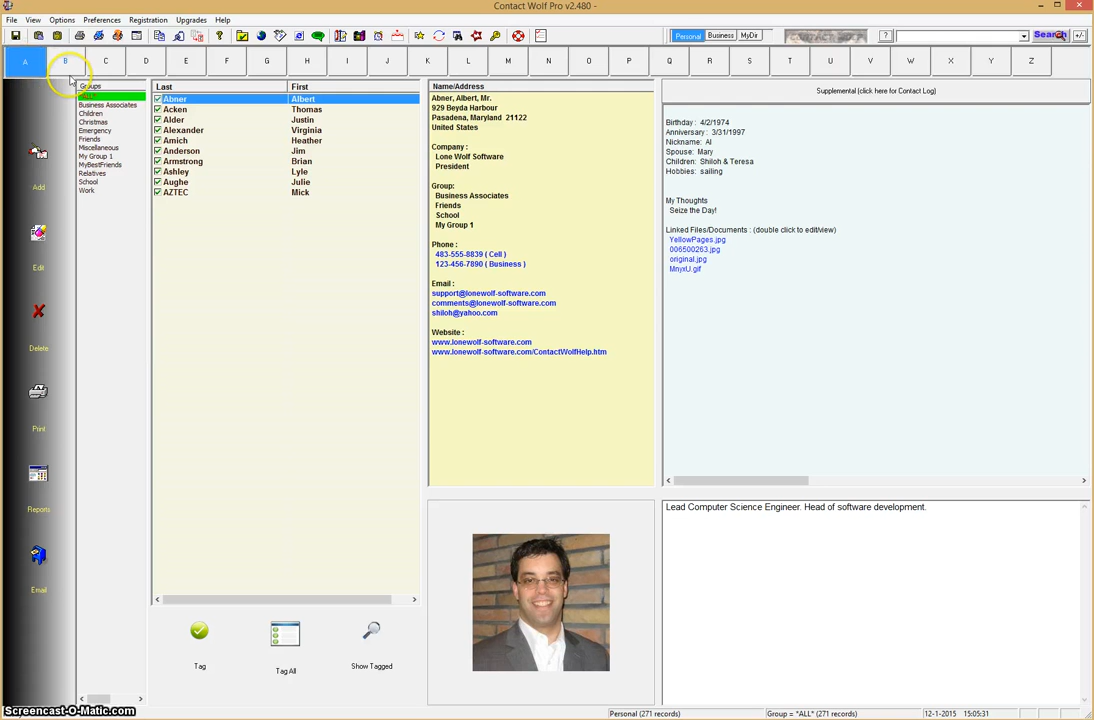 Contact Wolf Pro v2.480 -
File View Options Preferences Registration Upgrades Help
Personal Business MyDir ? Search +/-
A B C D E F G H I J K L M N O P Q R S T U V W X Y Z
Groups
Business Associates
Children
Christmas
Emergency
Friends
Miscellaneous
My Group 1
MyBestFriends
Relatives
School
Work
Add
Edit
Delete
Print
Reports
Email
Last First
Abner Albert
Acken Thomas
Alder Justin
Alexander Virginia
Amich Heather
Anderson Jim
Armstrong Brian
Ashley Lyle
Aughe Julie
AZTEC Mick
Tag
Tag All
Show Tagged
Name/Address
Abner, Albert, Mr.
929 Beyda Harbour
Pasadena, Maryland 21122
United States
Company :
Lone Wolf Software
President
Group:
Business Associates
Friends
School
My Group 1
Phone :
483-555-8839 ( Cell )
123-456-7890 ( Business )
Email :
support@lonewolf-software.com
comments@lonewolf-software.com
shiloh@yahoo.com
Website :
www.lonewolf-software.com
www.lonewolf-software.com/ContactWolfHelp.htm
Supplemental (click here for Contact Log)
Birthday : 4/2/1974
Anniversary : 3/31/1997
Nickname: Al
Spouse: Mary
Children: Shiloh & Teresa
Hobbies: sailing
My Thoughts
Seize the Day!
Linked Files/Documents : (double click to edit/view)
YellowPages.jpg
006500263.jpg
original.jpg
MnyxU.gif
Lead Computer Science Engineer. Head of software development.
Screencast-O-Matic.com
Personal (271 records)
Group = "ALL" (271 records)
12-1-2015 15:05:31